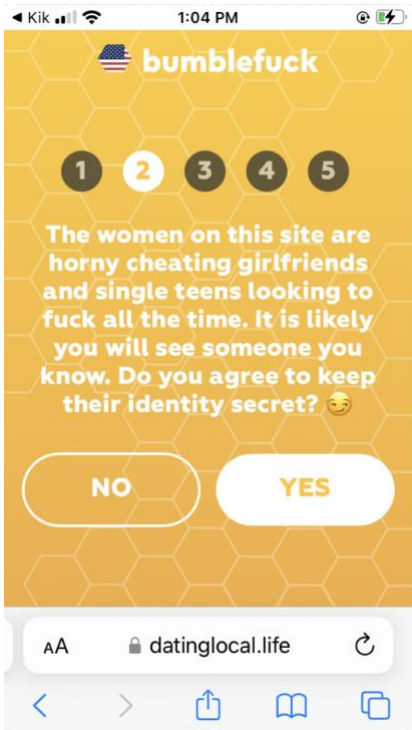 Kik 1:04 PM
bumblefuck
1 2 3 4 5
The women on this site are
horny cheating girlfriends
and single teens looking to
fuck all the time. It is likely
you will see someone you
know. Do you agree to keep
their identity secret? 😏
NO YES
AA datinglocal.life